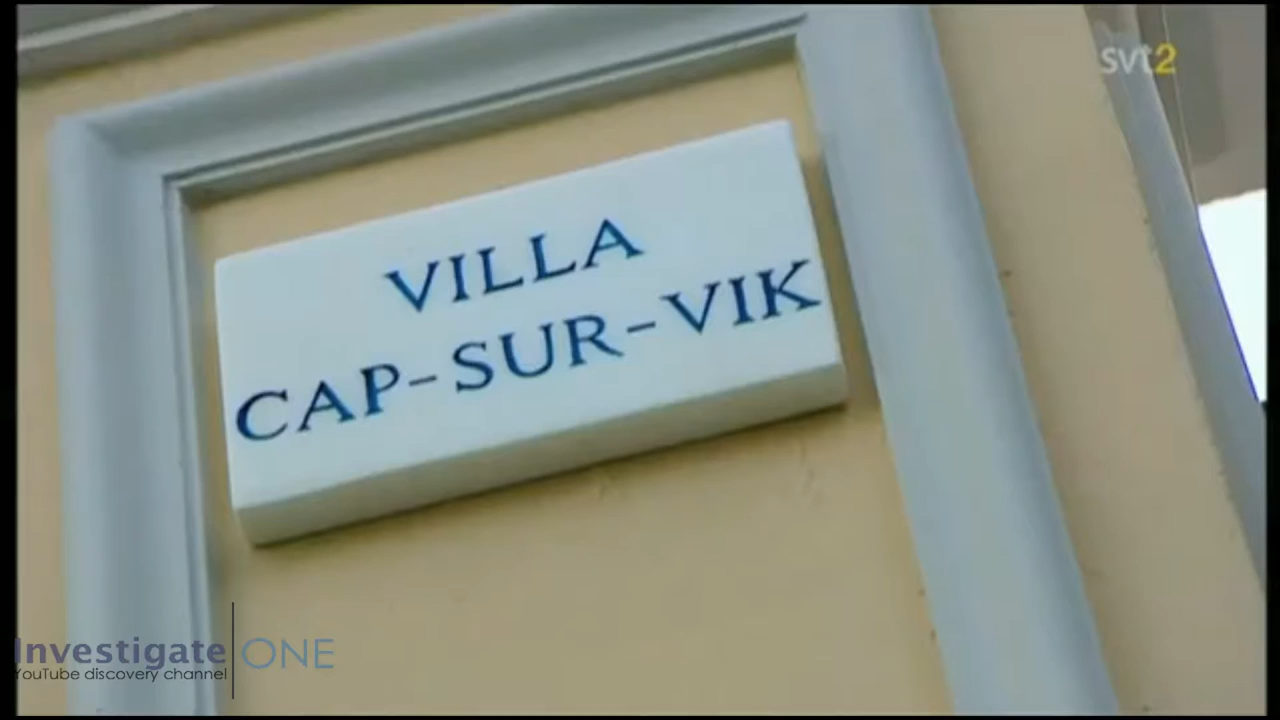 svt2
VILLA
CAP-SUR-VIK
Investigate ONE
YouTube discovery channel